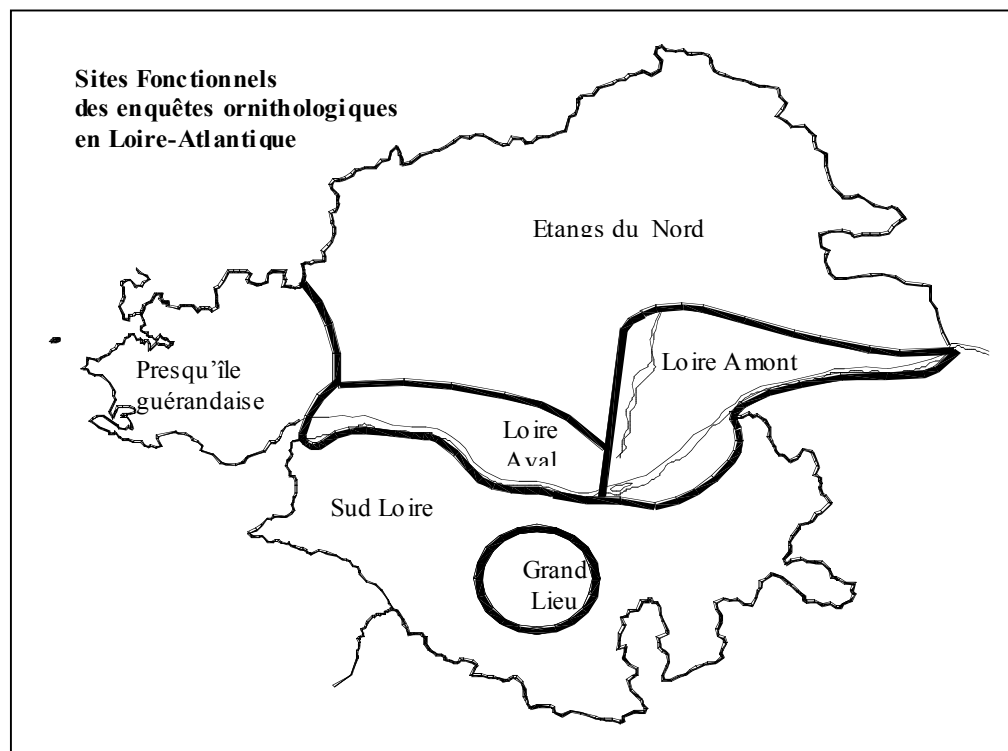 Sites Fonctionnels
des enquêtes ornithologiques
en Loire-Atlantique
Etangs du Nord
Loire Amont
Presqu’île
guérandaise
Loire
Aval
Sud Loire
Grand
Lieu